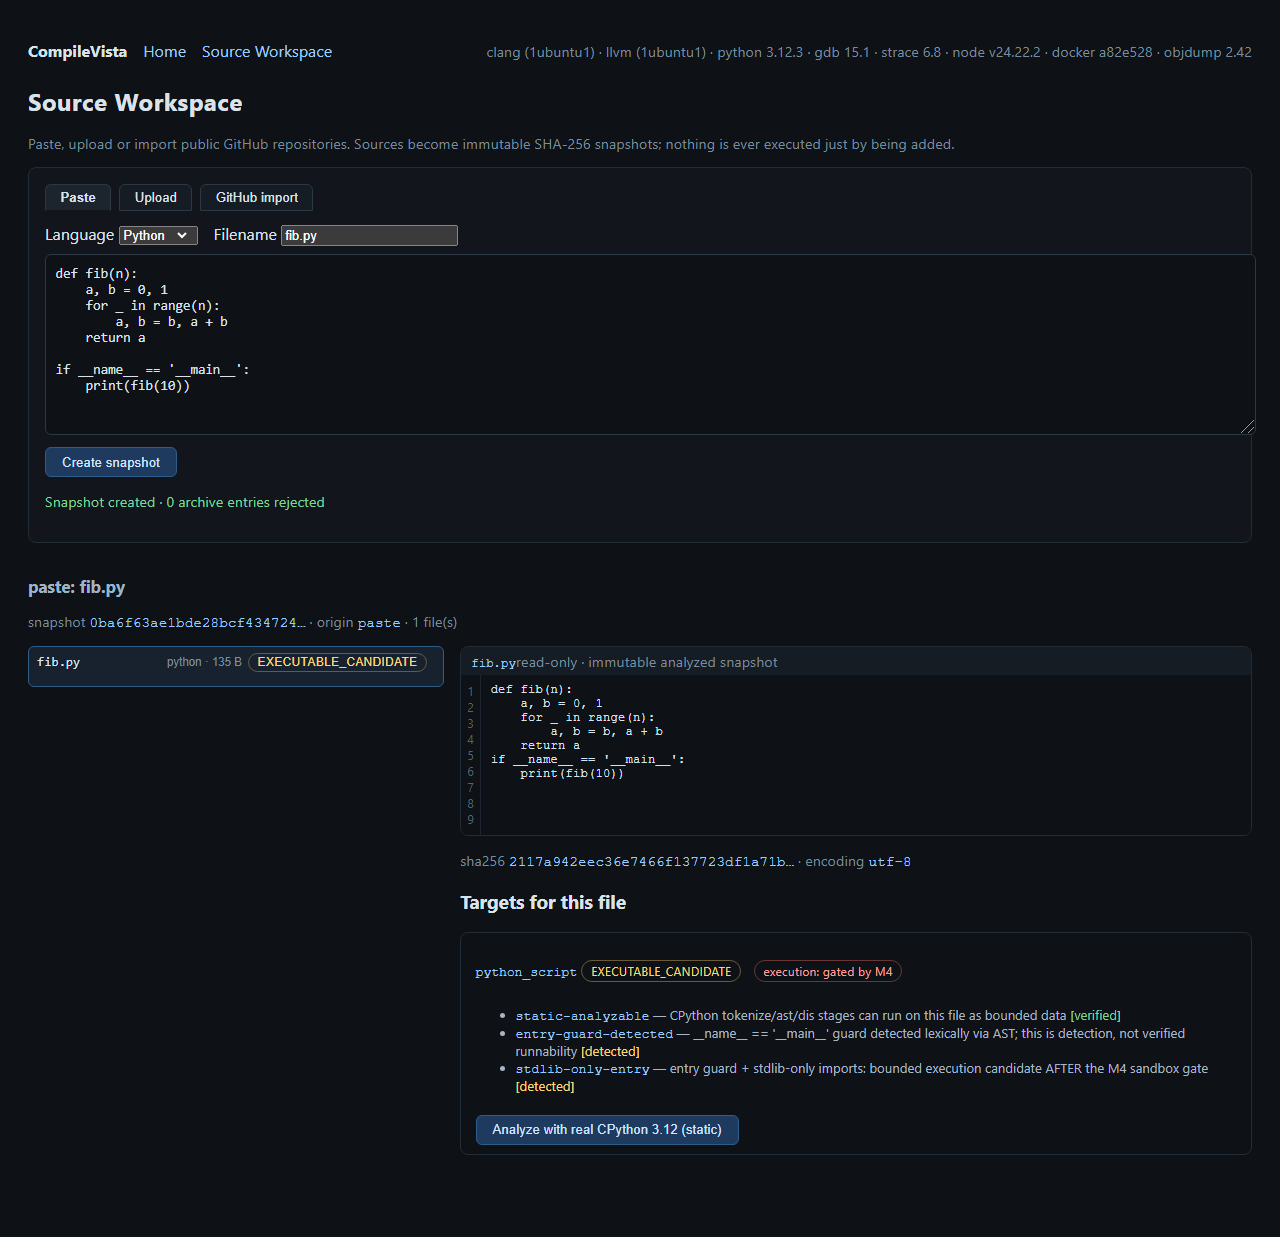 CompileVista Home Source Workspace clang (1ubuntu1) · llvm (1ubuntu1) · python 3.12.3 · gdb 15.1 · strace 6.8 · node v24.22.2 · docker a82e528 · objdump 2.42
Source Workspace
Paste, upload or import public GitHub repositories. Sources become immutable SHA-256 snapshots; nothing is ever executed just by being added.
Paste Upload GitHub import
Language Python Filename fib.py
def fib(n):
    a, b = 0, 1
    for _ in range(n):
        a, b = b, a + b
    return a

if __name__ == '__main__':
    print(fib(10))
Create snapshot
Snapshot created · 0 archive entries rejected
paste: fib.py
snapshot 0ba6f63ae1bde28bcf434724… · origin paste · 1 file(s)
fib.py python · 135 B EXECUTABLE_CANDIDATE
fib.pyread-only · immutable analyzed snapshot
1
2
3
4
5
6
7
8
9
def fib(n):
    a, b = 0, 1
    for _ in range(n):
        a, b = b, a + b
    return a
if __name__ == '__main__':
    print(fib(10))
sha256 2117a942eec36e7466f137723df1a71b… · encoding utf-8
Targets for this file
python_script EXECUTABLE_CANDIDATE execution: gated by M4
• static-analyzable — CPython tokenize/ast/dis stages can run on this file as bounded data [verified]
• entry-guard-detected — __name__ == '__main__' guard detected lexically via AST; this is detection, not verified
runnability [detected]
• stdlib-only-entry — entry guard + stdlib-only imports: bounded execution candidate AFTER the M4 sandbox gate
[detected]
Analyze with real CPython 3.12 (static)